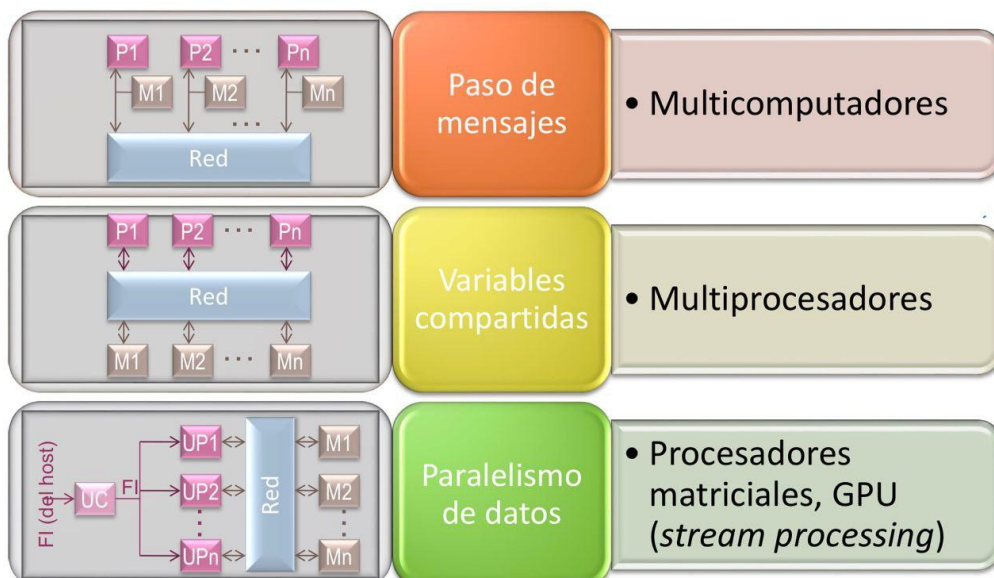 P1 P2 ... Pn
M1 M2 Mn
...
Red
Paso de
mensajes
• Multicomputadores
P1 P2 ... Pn
Red
M1 M2 ... Mn
Variables
compartidas
• Multiprocesadores
FI (del host)
UC
FI
UP1
UP2
UPn
Red
M1
M2
Mn
Paralelismo
de datos
• Procesadores
matriciales, GPU
(stream processing)